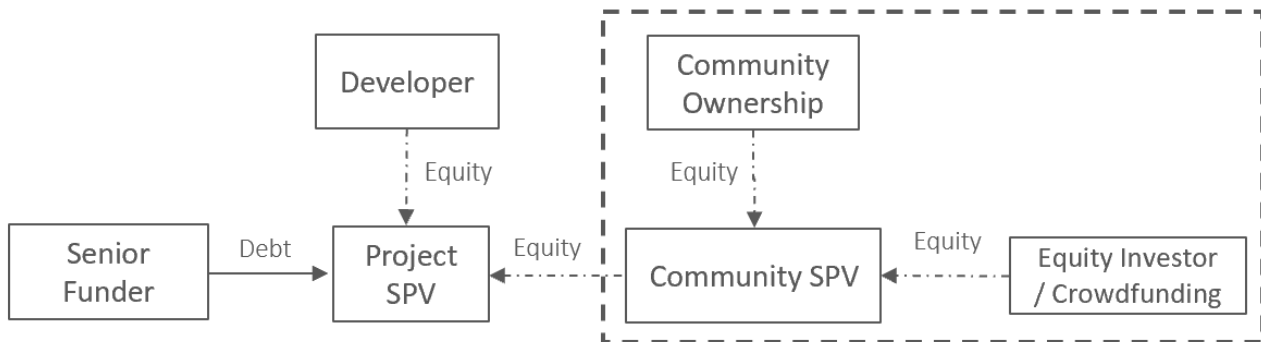 Developer
Community
Ownership
Equity
Equity
Senior
Funder
Debt
Project
SPV
Equity
Community SPV
Equity
Equity Investor
/ Crowdfunding